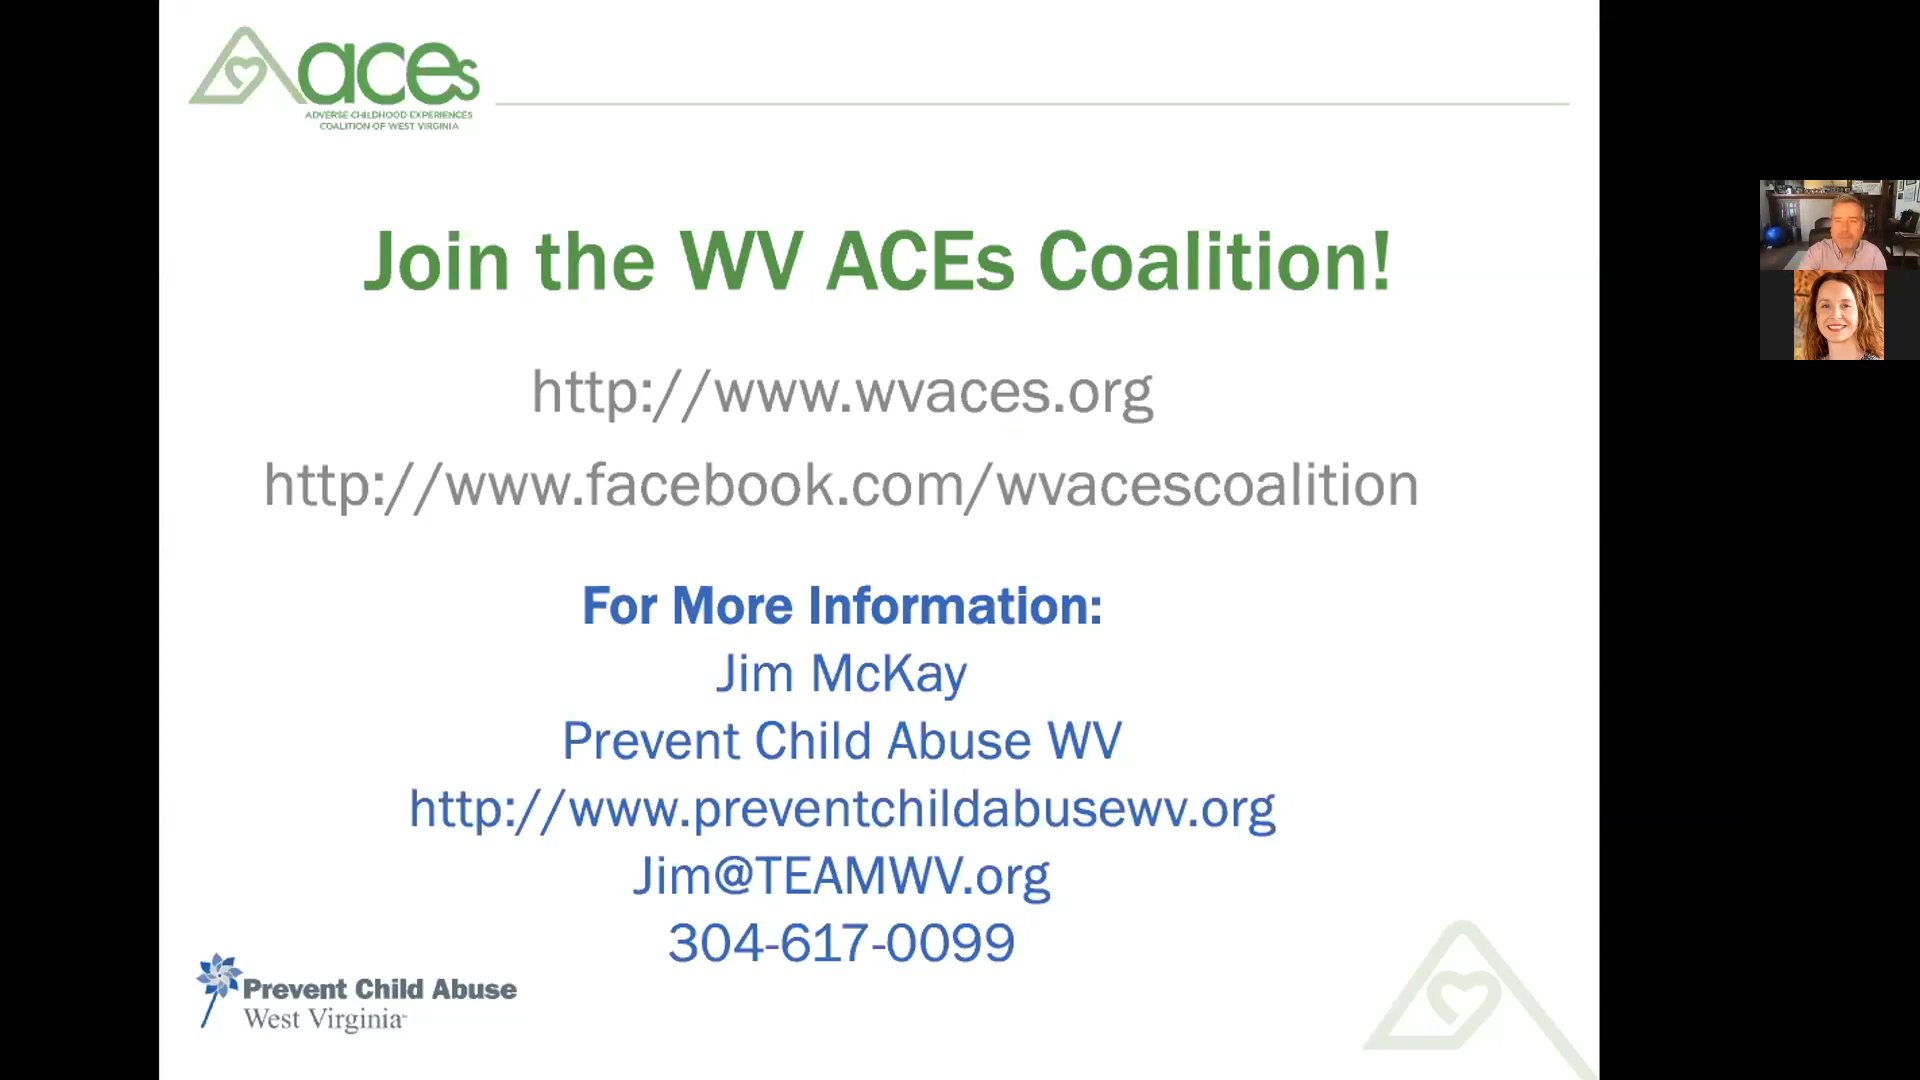 aces
ADVERSE CHILDHOOD EXPERIENCES
COALITION OF WEST VIRGINIA
Join the WV ACEs Coalition!
http://www.wvaces.org
http://www.facebook.com/wvacescoalition
For More Information:
Jim McKay
Prevent Child Abuse WV
http://www.preventchildabusewv.org
Jim@TEAMWV.org
304-617-0099
Prevent Child Abuse
West Virginia